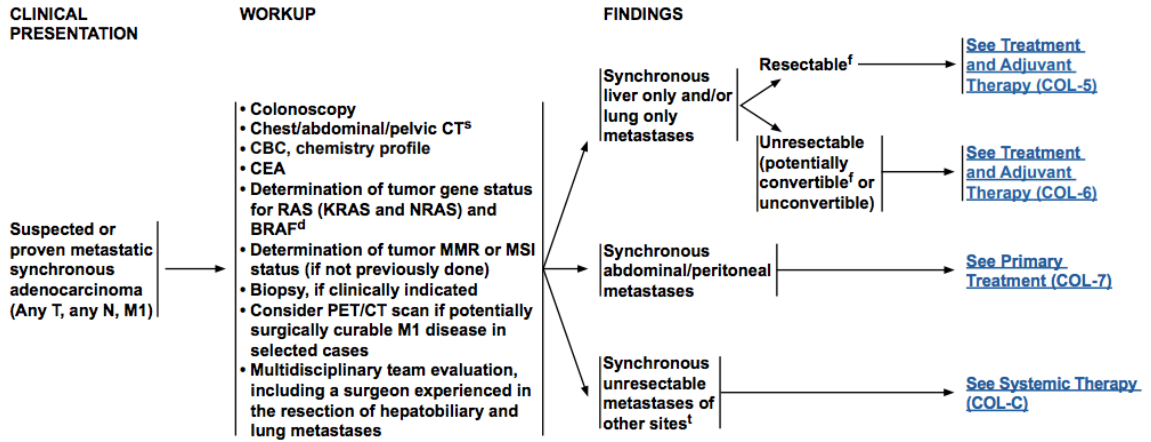 CLINICAL
PRESENTATION
WORKUP
FINDINGS
Suspected or
proven metastatic
synchronous
adenocarcinoma
(Any T, any N, M1)
• Colonoscopy
• Chest/abdominal/pelvic CTˢ
• CBC, chemistry profile
• CEA
• Determination of tumor gene status
for RAS (KRAS and NRAS) and
BRAFᵈ
• Determination of tumor MMR or MSI
status (if not previously done)
• Biopsy, if clinically indicated
• Consider PET/CT scan if potentially
surgically curable M1 disease in
selected cases
• Multidisciplinary team evaluation,
including a surgeon experienced in
the resection of hepatobiliary and
lung metastases
Synchronous
liver only and/or
lung only
metastases
Resectableᶠ
See Treatment
and Adjuvant
Therapy (COL-5)
Unresectable
(potentially
convertibleᶠ or
unconvertible)
See Treatment
and Adjuvant
Therapy (COL-6)
Synchronous
abdominal/peritoneal
metastases
See Primary
Treatment (COL-7)
Synchronous
unresectable
metastases of
other sitesᵗ
See Systemic Therapy
(COL-C)